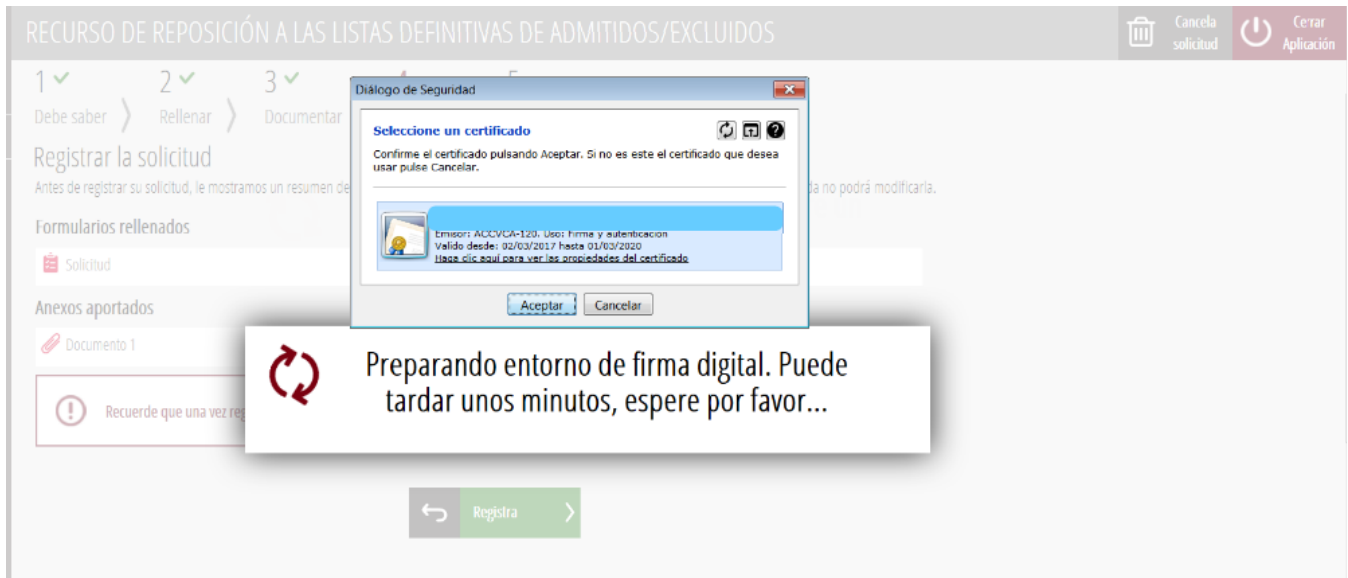 RECURSO DE REPOSICIÓN A LAS LISTAS DEFINITIVAS DE ADMITIDOS/EXCLUIDOS
Cancela
solicitud
Cerrar
Aplicación
1
2
3
Debe saber
Rellenar
Documentar
Registrar la solicitud
Antes de registrar su solicitud, le mostramos un resumen de
no podrá modificarla.
Formularios rellenados
Solicitud
Anexos aportados
Documento 1
Recuerde que una vez
Diálogo de Seguridad
Seleccione un certificado
Confirme el certificado pulsando Aceptar. Si no es este el certificado que desea
usar pulse Cancelar.
Emisor: ACCVCA-120. Uso: Firma y autenticación
Valido desde: 02/03/2017 hasta 01/03/2020
Haga clic aquí para ver las propiedades del certificado
Aceptar
Cancelar
Preparando entorno de firma digital. Puede
tardar unos minutos, espere por favor...
Registra